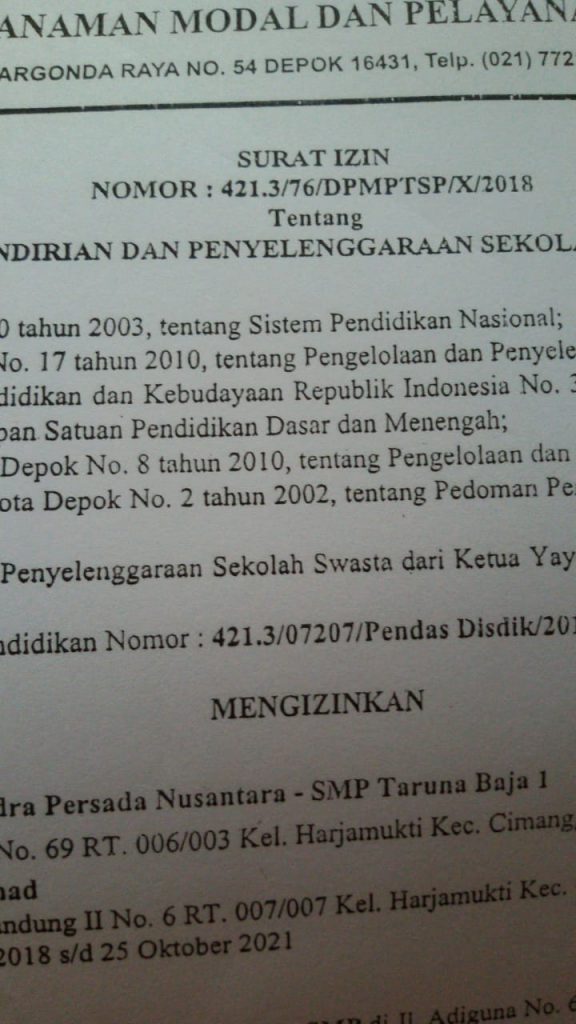 ANAMAN MODAL DAN PELAYANA
ARGONDA RAYA NO. 54 DEPOK 16431, Telp. (021) 772
SURAT IZIN
NOMOR : 421.3/76/DPMPTSP/X/2018
Tentang
NDIRIAN DAN PENYELENGGARAAN SEKOLA
0 tahun 2003, tentang Sistem Pendidikan Nasional;
No. 17 tahun 2010, tentang Pengelolaan dan Penyele
didikan dan Kebudayaan Republik Indonesia No. 3
pan Satuan Pendidikan Dasar dan Menengah;
Depok No. 8 tahun 2010, tentang Pengelolaan dan
ota Depok No. 2 tahun 2002, tentang Pedoman Pe
Penyelenggaraan Sekolah Swasta dari Ketua Yay
ndidikan Nomor : 421.3/07207/Pendas Disdik/201
MENGIZINKAN
dra Persada Nusantara - SMP Taruna Baja 1
No. 69 RT. 006/003 Kel. Harjamukti Kec. Cimang
mad
andung II No. 6 RT. 007/007 Kel. Harjamukti Kec.
2018 s/d 25 Oktober 2021
SMP di Jl. Adiguna No. 6